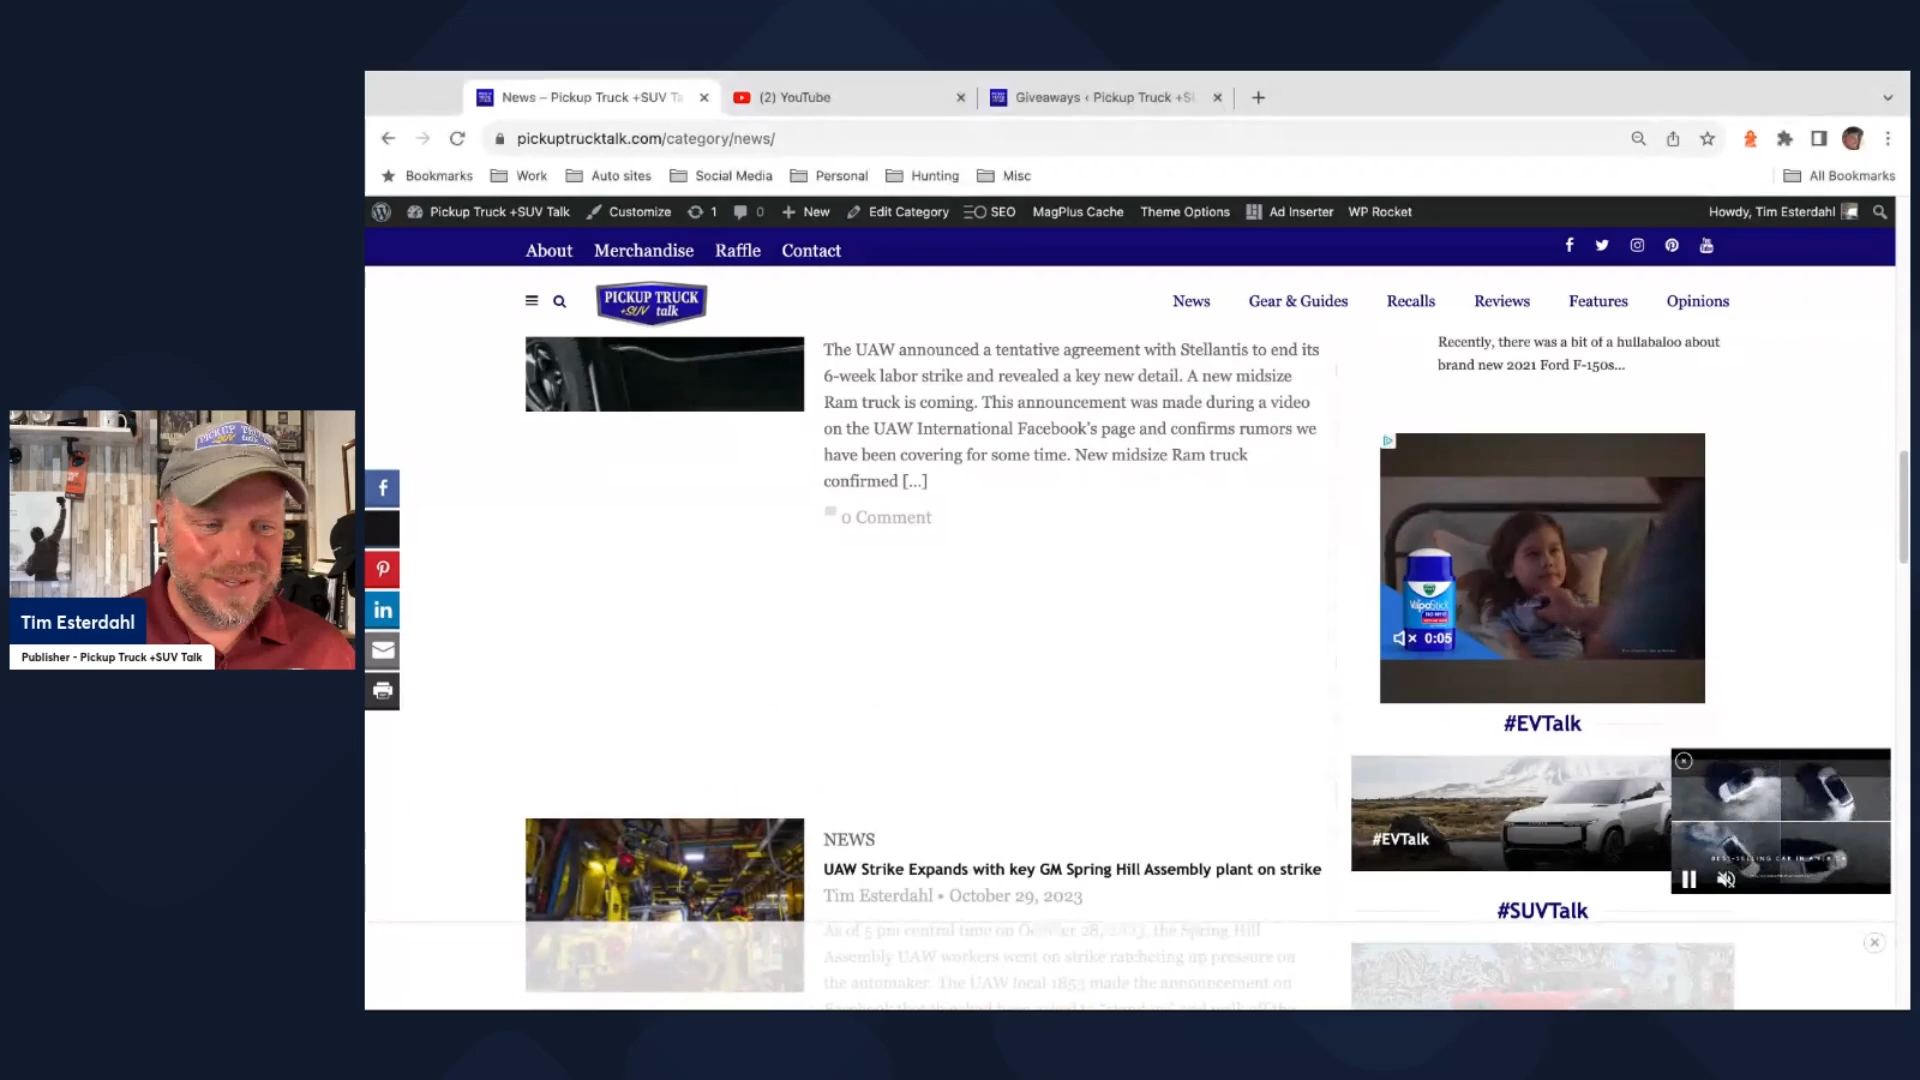 News – Pickup Truck +SUV Ta
(2) YouTube
Giveaways ‹ Pickup Truck +SU
pickuptrucktalk.com/category/news/
Bookmarks
Work
Auto sites
Social Media
Personal
Hunting
Misc
All Bookmarks
Pickup Truck +SUV Talk
Customize
1
0
New
Edit Category
SEO
MagPlus Cache
Theme Options
Ad Inserter
WP Rocket
Howdy, Tim Esterdahl
About
Merchandise
Raffle
Contact
PICKUP TRUCK
+SUV talk
News
Gear & Guides
Recalls
Reviews
Features
Opinions
The UAW announced a tentative agreement with Stellantis to end its
6-week labor strike and revealed a key new detail. A new midsize
Ram truck is coming. This announcement was made during a video
on the UAW International Facebook's page and confirms rumors we
have been covering for some time. New midsize Ram truck
confirmed [...]
0 Comment
Recently, there was a bit of a hullabaloo about
brand new 2021 Ford F-150s...
VapoStick
0:05
#EVTalk
#EVTalk
BEST-SELLING CAR IN AMERICA
#SUVTalk
NEWS
UAW Strike Expands with key GM Spring Hill Assembly plant on strike
Tim Esterdahl • October 29, 2023
As of 5 pm central time on October 28, 2023, the Spring Hill
Assembly UAW workers went on strike ratcheting up pressure on
the automaker. The UAW local 1853 made the announcement on
PICKUP TRUCK
+SUV talk
Tim Esterdahl
Publisher - Pickup Truck +SUV Talk